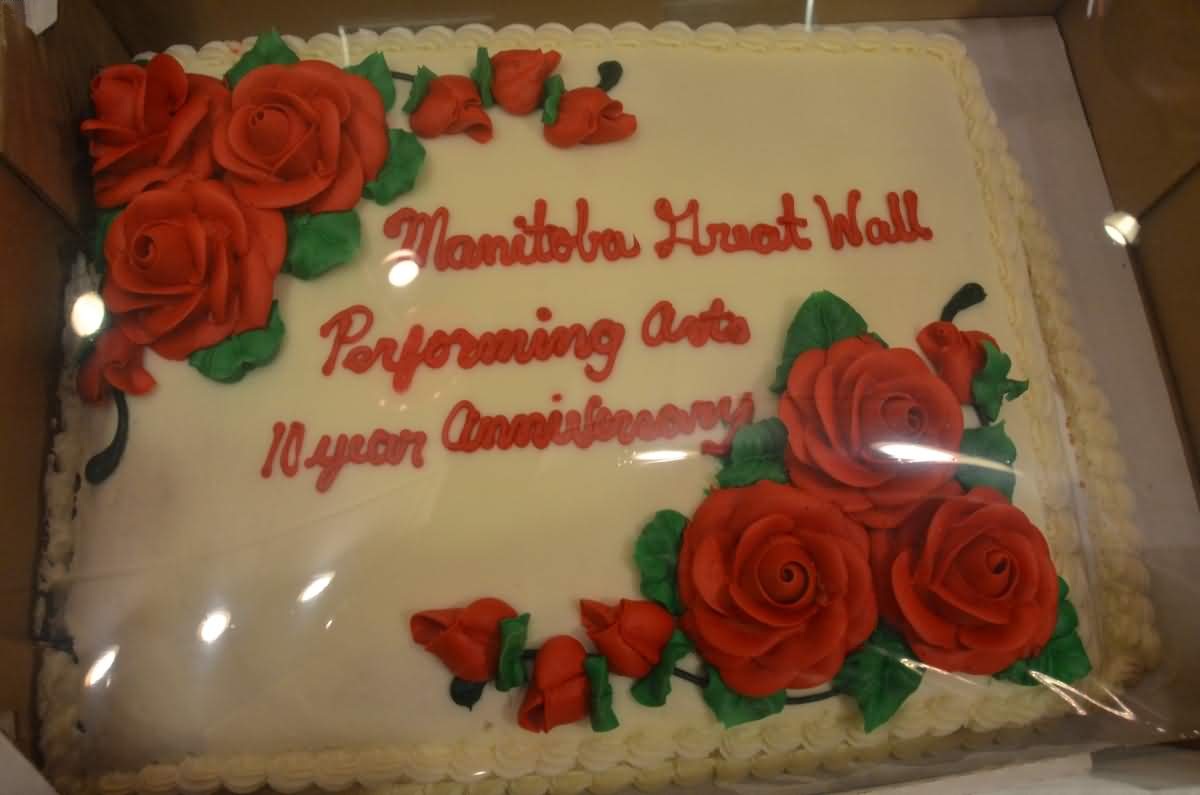 Manitoba Great Wall
Performing Arts
10 year Anniversary